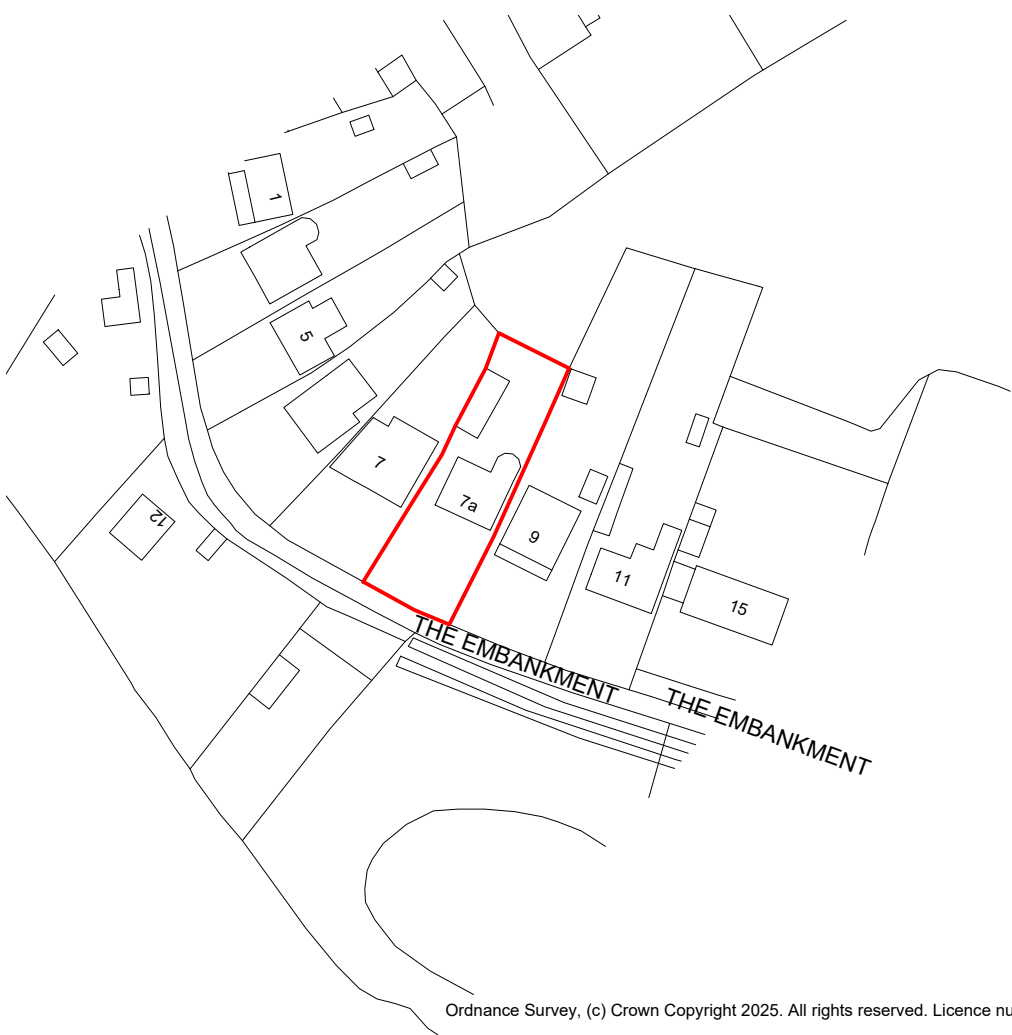 1
5
7
12
7a
9
11
15
THE EMBANKMENT
THE EMBANKMENT
Ordnance Survey, (c) Crown Copyright 2025. All rights reserved. Licence nu